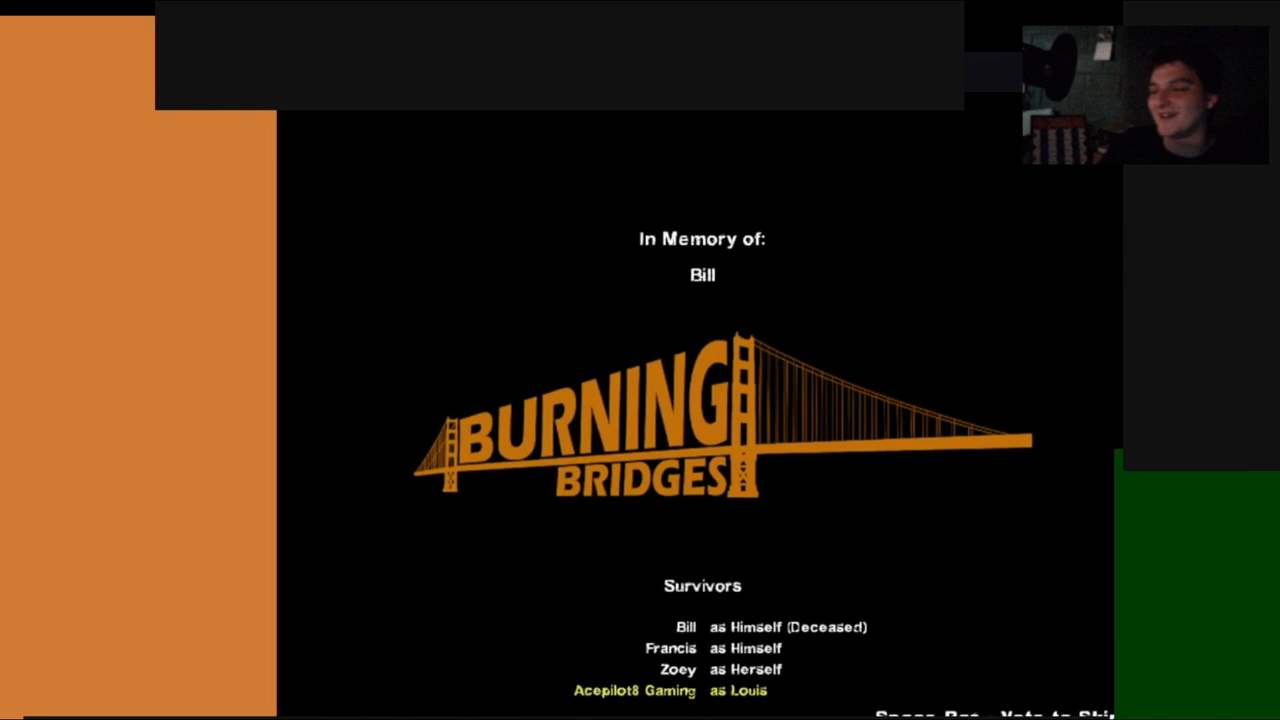 In Memory of:
Bill
BURNING
BRIDGES
Survivors
Bill as Himself (Deceased)
Francis as Himself
Zoey as Herself
Acepilot8 Gaming as Louis